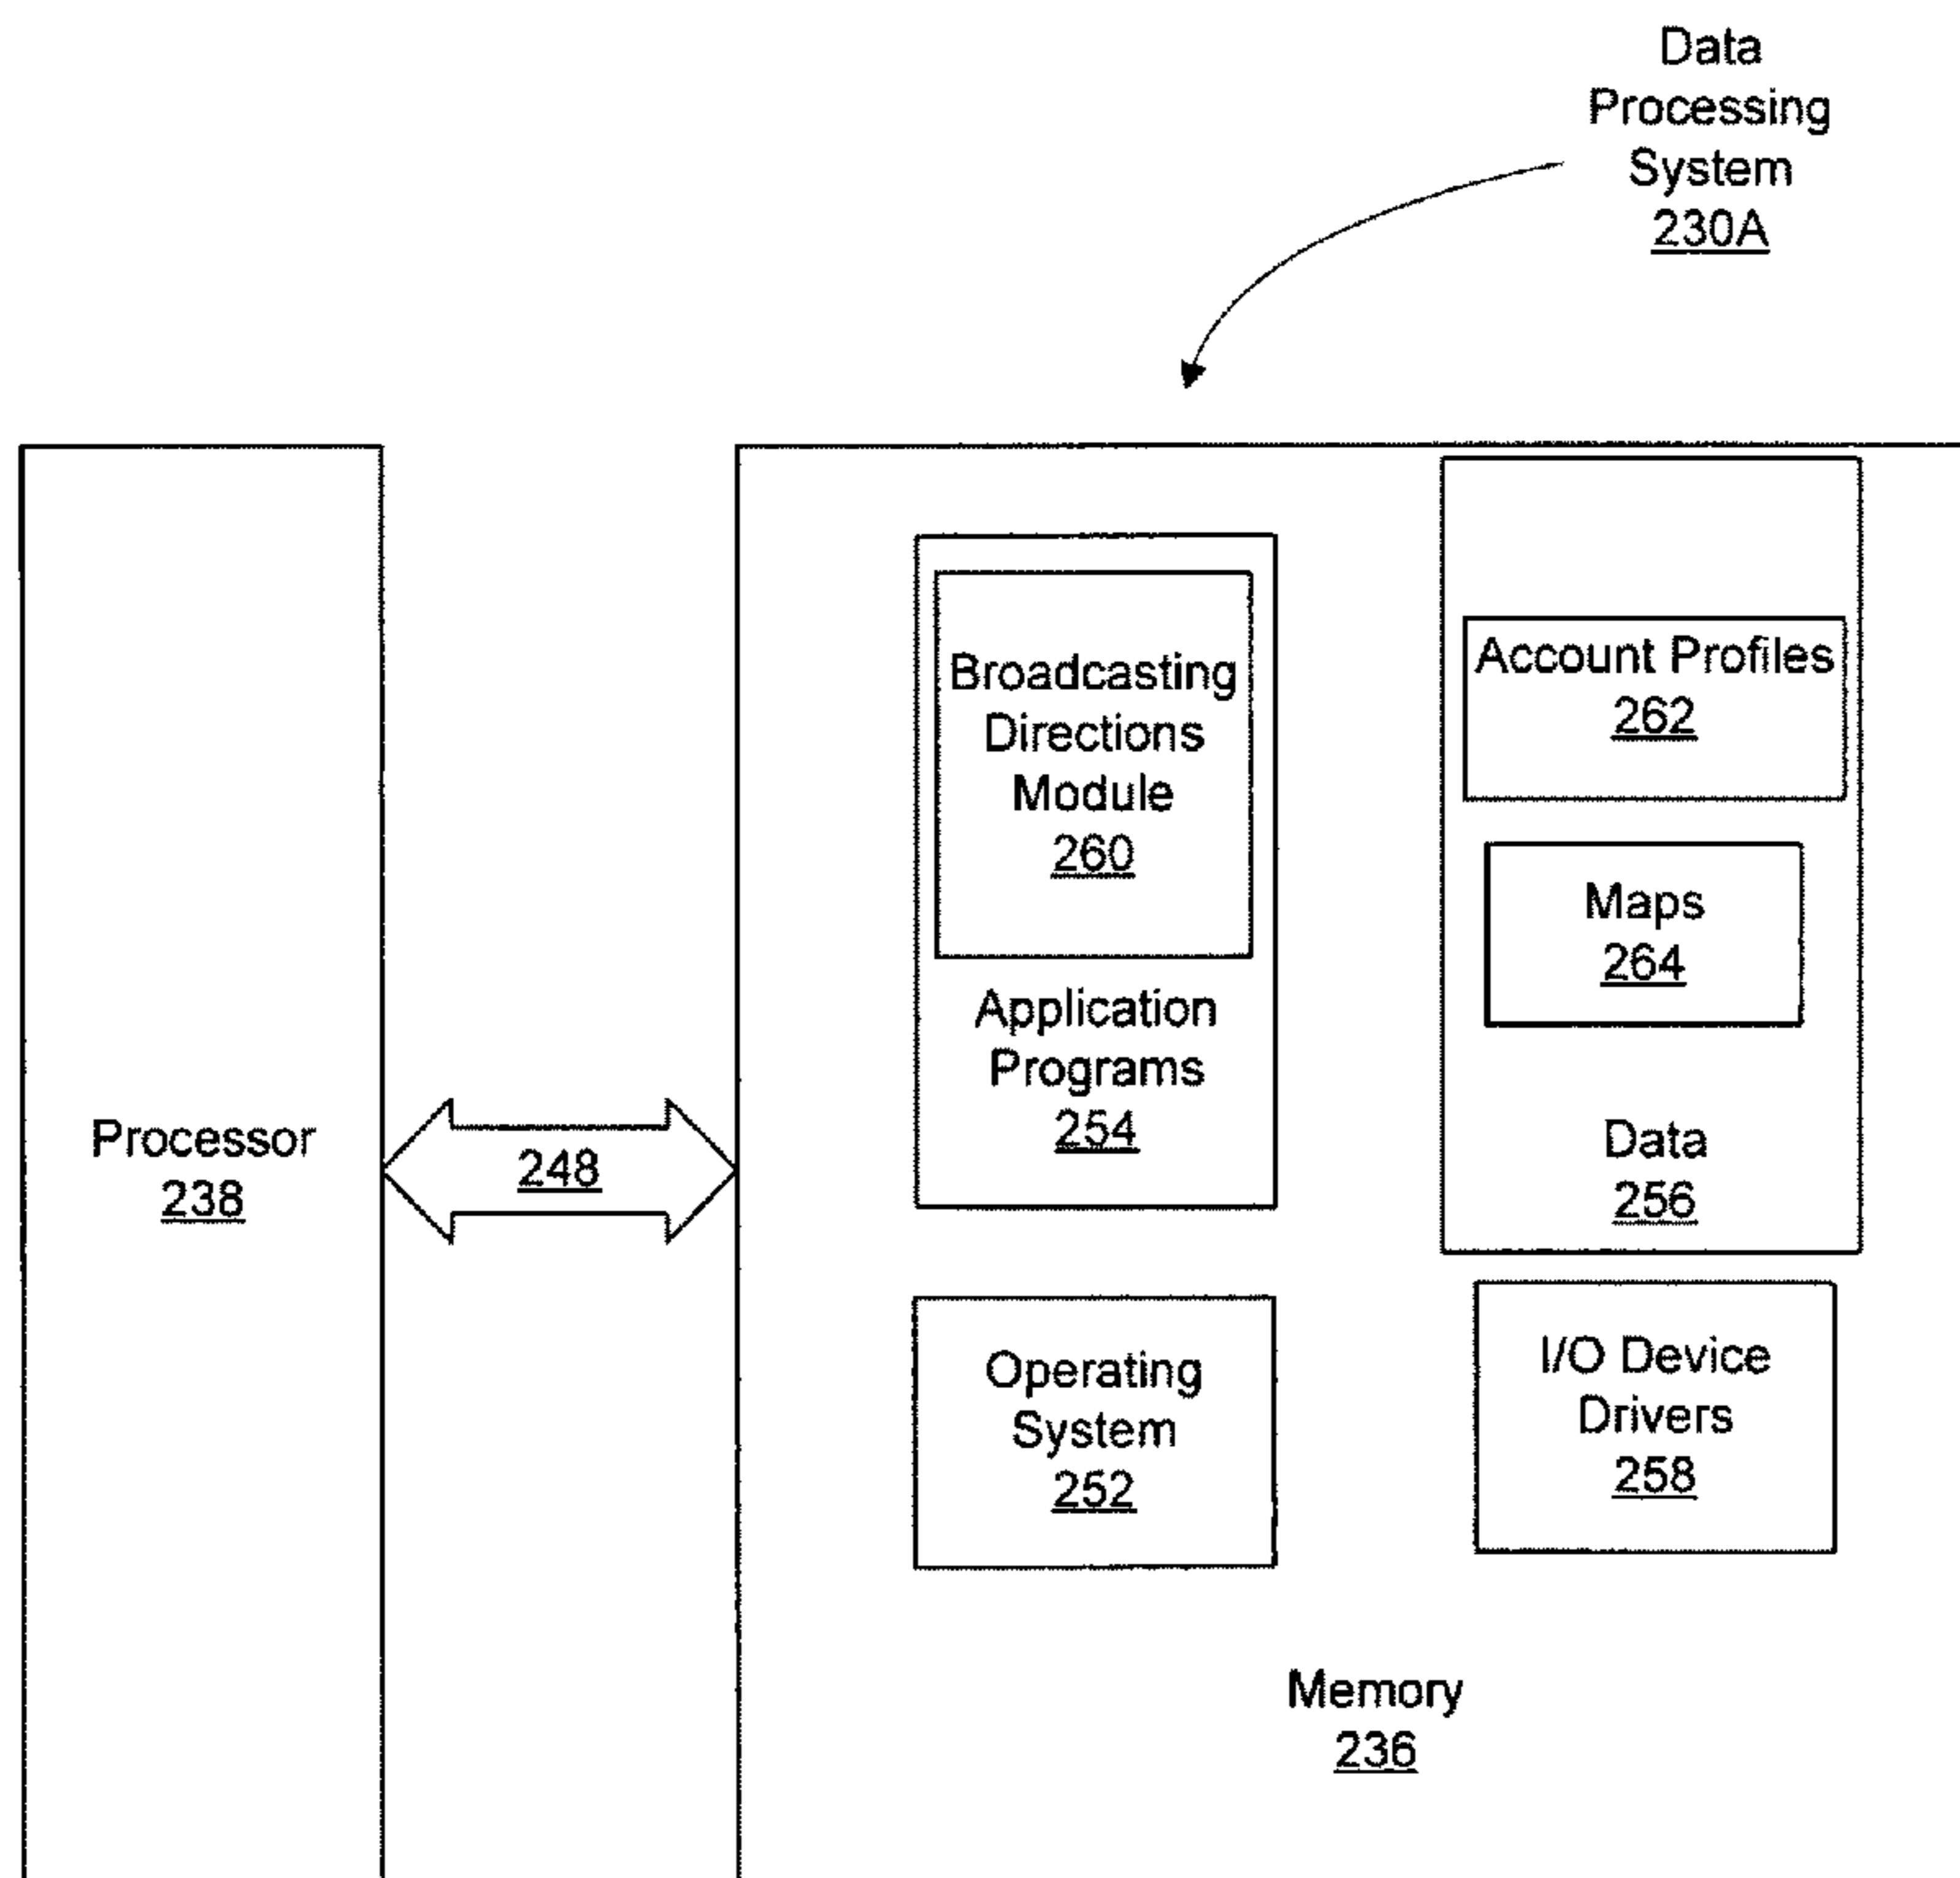 Data
Processing
System
230A
Broadcasting
Directions
Module
260
Application
Programs
254
Account Profiles
262
Maps
264
Data
256
Processor
238
248
Operating
System
252
I/O Device
Drivers
258
Memory
236